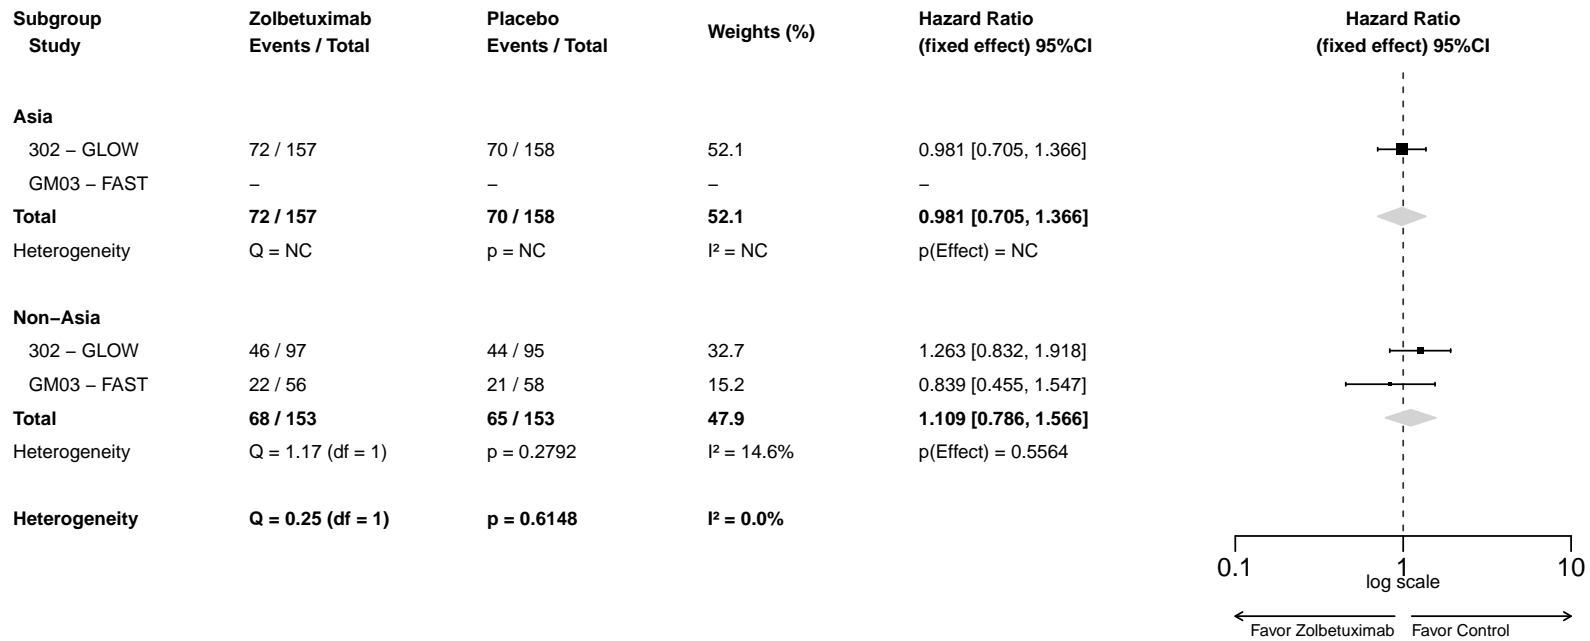 Subgroup Zolbetuximab Placebo Weights (%) Hazard Ratio Hazard Ratio
Study Events / Total Events / Total (fixed effect) 95%CI (fixed effect) 95%CI
Asia
302 − GLOW 72 / 157 70 / 158 52.1 0.981 [0.705, 1.366]
GM03 − FAST − − − −
Total 72 / 157 70 / 158 52.1 0.981 [0.705, 1.366]
Heterogeneity Q = NC p = NC I² = NC p(Effect) = NC
Non−Asia
302 − GLOW 46 / 97 44 / 95 32.7 1.263 [0.832, 1.918]
GM03 − FAST 22 / 56 21 / 58 15.2 0.839 [0.455, 1.547]
Total 68 / 153 65 / 153 47.9 1.109 [0.786, 1.566]
Heterogeneity Q = 1.17 (df = 1) p = 0.2792 I² = 14.6% p(Effect) = 0.5564
Heterogeneity Q = 0.25 (df = 1) p = 0.6148 I² = 0.0%
0.1 1 10
log scale
Favor Zolbetuximab Favor Control